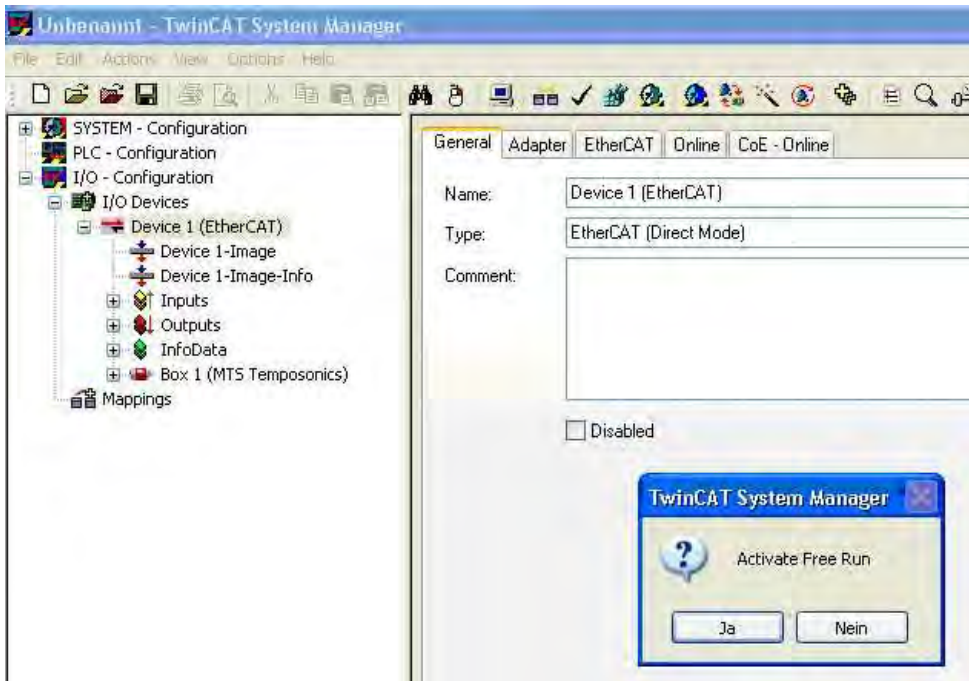 Unbenannt - TwinCAT System Manager
File Edit Actions View Options Help
SYSTEM - Configuration
PLC - Configuration
I/O - Configuration
I/O Devices
Device 1 (EtherCAT)
Device 1-Image
Device 1-Image-Info
Inputs
Outputs
InfoData
Box 1 (MTS Temposonics)
Mappings
General Adapter EtherCAT Online CoE - Online
Name: Device 1 (EtherCAT)
Type: EtherCAT (Direct Mode)
Comment:
Disabled
TwinCAT System Manager
Activate Free Run
Ja Nein